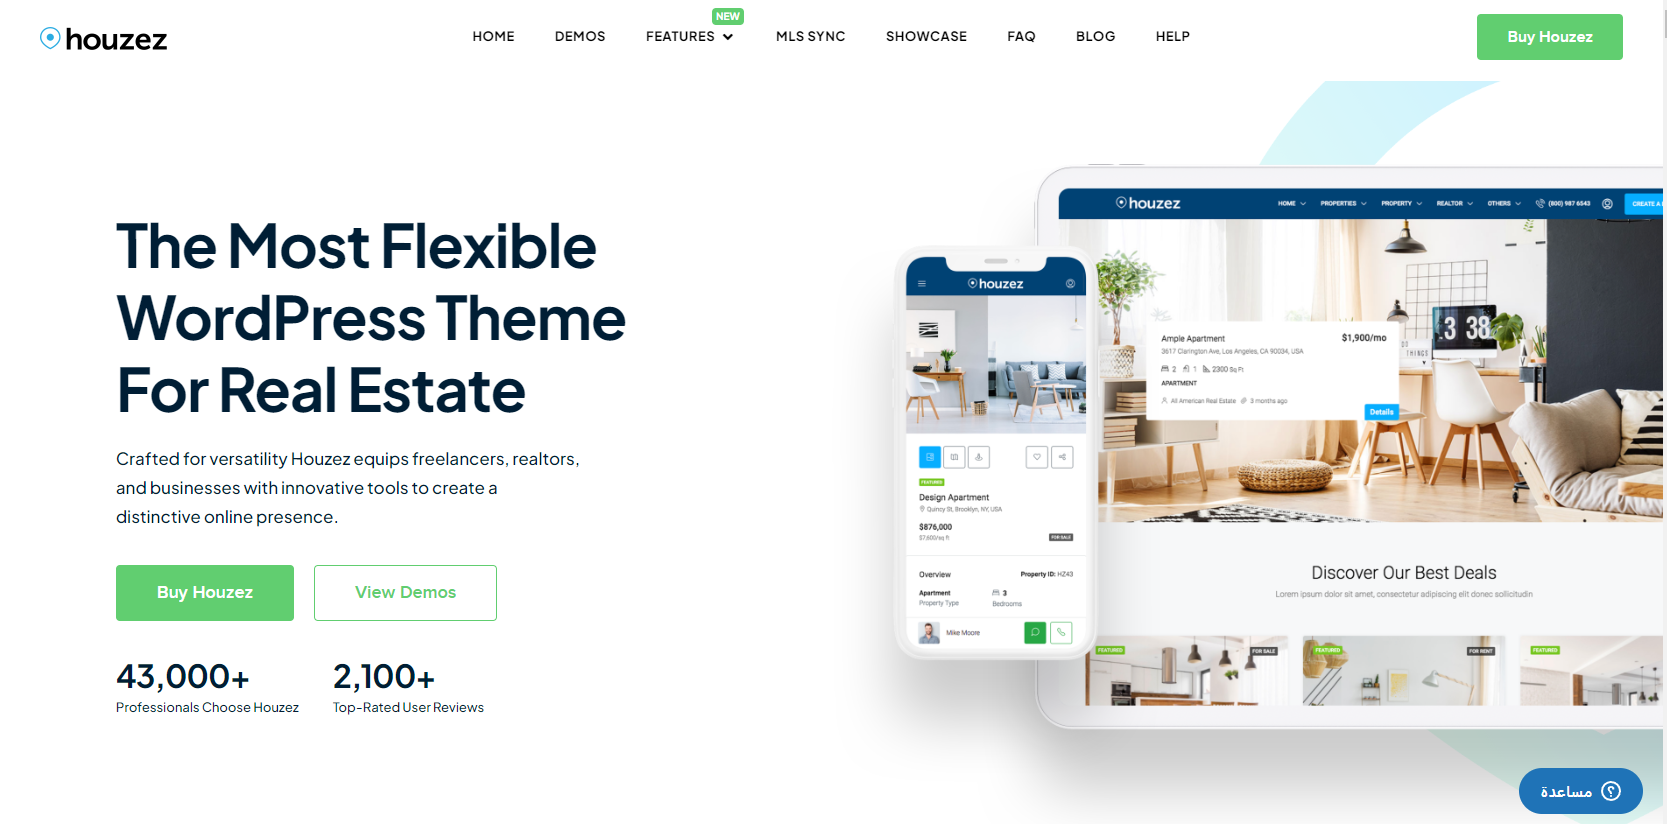 houzez
HOME
DEMOS
FEATURES
NEW
MLS SYNC
SHOWCASE
FAQ
BLOG
HELP
Buy Houzez
The Most Flexible
WordPress Theme
For Real Estate
Crafted for versatility Houzez equips freelancers, realtors,
and businesses with innovative tools to create a
distinctive online presence.
Buy Houzez
View Demos
43,000+
Professionals Choose Houzez
2,100+
Top-Rated User Reviews
houzez
FEATURED
Design Apartment
Quincy St, Brooklyn, NY, USA
$876,000
$7,600/sq ft
FOR SALE
Overview
Property ID: HZ43
Apartment
3
Property Type
Bedrooms
Mike Moore
houzez
HOME
PROPERTIES
PROPERTY
REALTOR
OTHERS
(800) 987 6543
CREATE A
Ample Apartment
$1,900/mo
3617 Clarington Ave, Los Angeles, CA 90034, USA
2 1 2300 Sq Ft
APARTMENT
All American Real Estate
3 months ago
Details
3 38
THINGS
Discover Our Best Deals
Lorem ipsum dolor sit amet, consectetur adipiscing elit donec sollicitudin
FEATURED
FOR SALE
FEATURED
FOR RENT
FEATURED
مساعدة